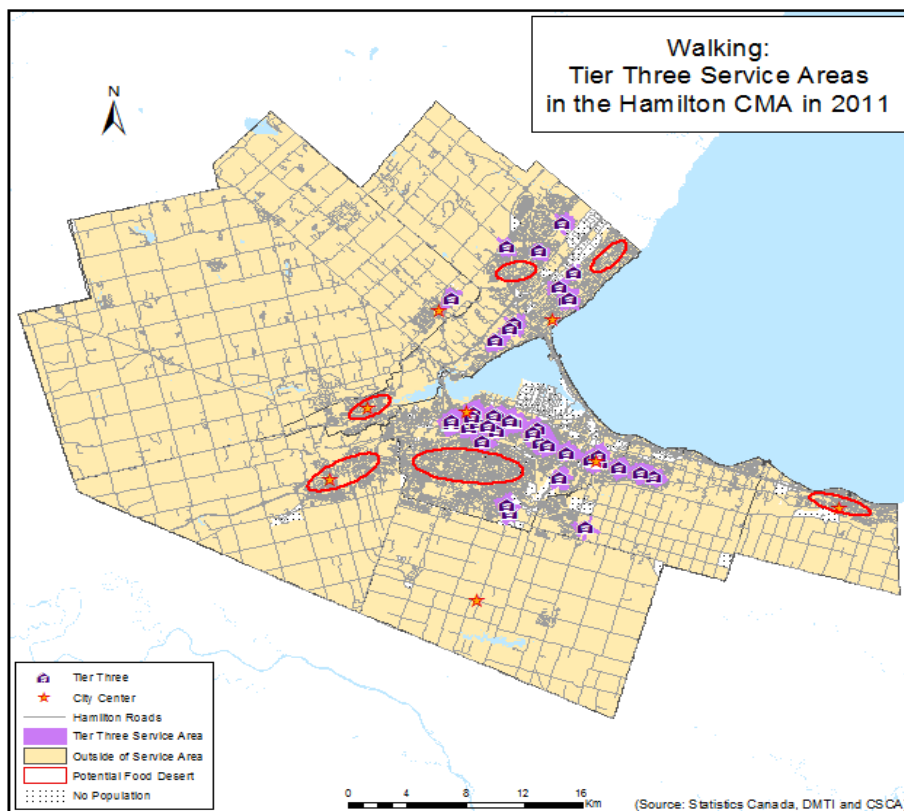 Walking:
Tier Three Service Areas
in the Hamilton CMA in 2011
N
Tier Three
City Center
Hamilton Roads
Tier Three Service Area
Outside of Service Area
Potential Food Desert
No Population
0 4 8 12 16
Km
(Source: Statistics Canada, DMTI and CSCA